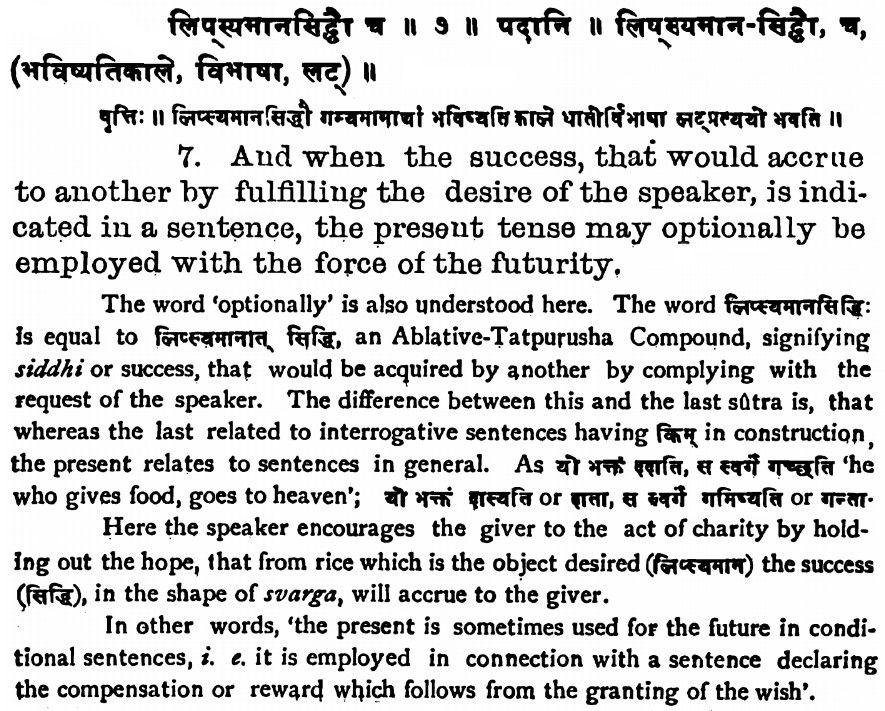 लिप्स्यमानसिद्धौ च ॥ ७ ॥ पदानि ॥ लिप्स्यमान-सिद्धौ, च,
(भविष्यतिकाले, विभाषा, लट्) ॥
वृत्तिः ॥ लिप्स्यमानसिद्धौ गम्यमानायां भविष्यति काले धातोर्विभाषा लट्प्रत्ययो भवति ॥
7. And when the success, that would accrue
to another by fulfilling the desire of the speaker, is indi-
cated in a sentence, the present tense may optionally be
employed with the force of the futurity.
The word 'optionally' is also understood here. The word लिप्स्यमानसिद्धिः
is equal to लिप्स्यमानात् सिद्धि, an Ablative-Tatpurusha Compound, signifying
siddhi or success, that would be acquired by another by complying with the
request of the speaker. The difference between this and the last sûtra is, that
whereas the last related to interrogative sentences having किम् in construction,
the present relates to sentences in general. As यो भक्तं ददाति, स स्वर्गं गच्छति 'he
who gives food, goes to heaven'; यो भक्तं दास्यति or दाता, स स्वर्गं गमिष्यति or गन्ता.
Here the speaker encourages the giver to the act of charity by hold-
ing out the hope, that from rice which is the object desired (लिप्स्यमान) the success
(सिद्धि), in the shape of svarga, will accrue to the giver.
In other words, 'the present is sometimes used for the future in condi-
tional sentences, i. e. it is employed in connection with a sentence declaring
the compensation or reward which follows from the granting of the wish'.